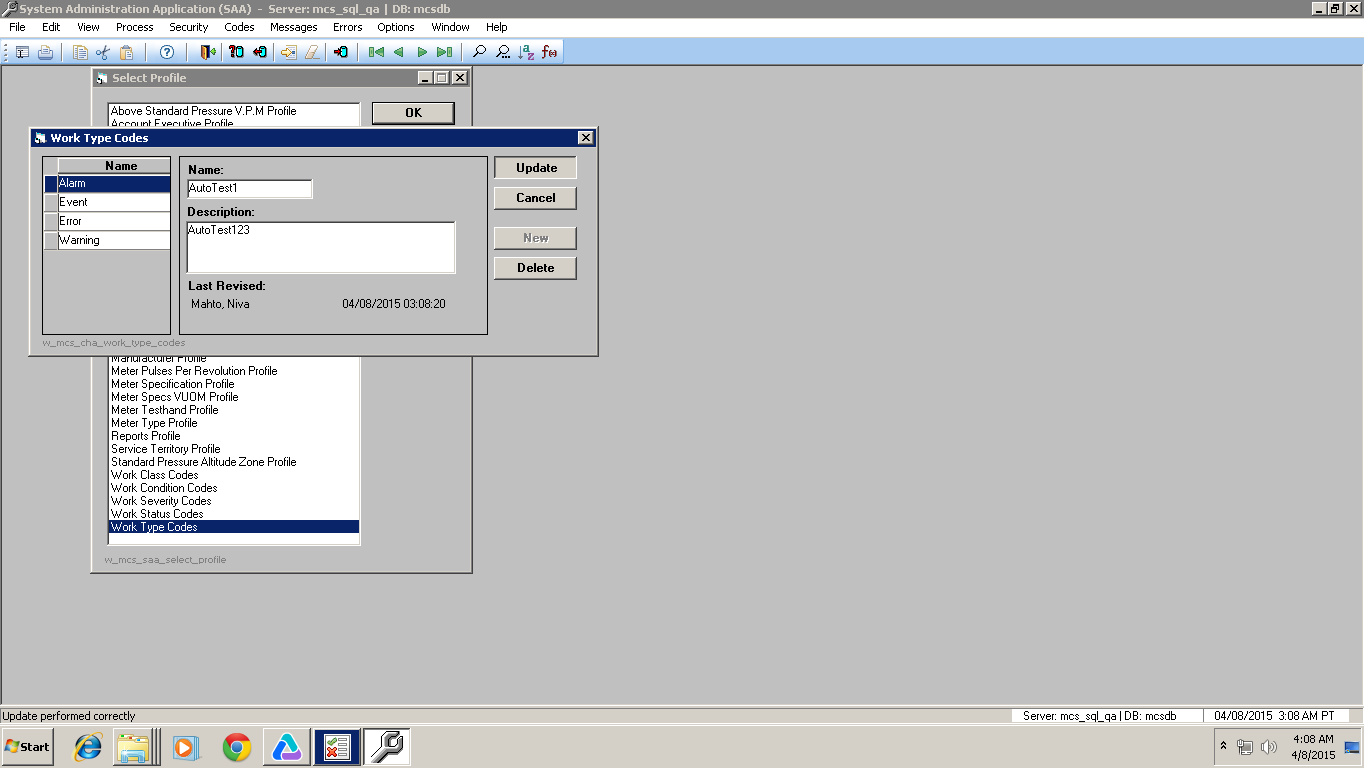 System Administration Application (SAA) - Server: mcs_sql_qa | DB: mcsdb
File Edit View Process Security Codes Messages Errors Options Window Help
Select Profile
Above Standard Pressure V.P.M Profile
Account Executive Profile
OK
Work Type Codes
Name
Alarm
Event
Error
Warning
Name:
AutoTest1
Description:
AutoTest123
Last Revised:
Mahto, Niva 04/08/2015 03:08:20
Update
Cancel
New
Delete
w_mcs_cha_work_type_codes
Manufacturer Profile
Meter Pulses Per Revolution Profile
Meter Specification Profile
Meter Specs VUOM Profile
Meter Testhand Profile
Meter Type Profile
Reports Profile
Service Territory Profile
Standard Pressure Altitude Zone Profile
Work Class Codes
Work Condition Codes
Work Severity Codes
Work Status Codes
Work Type Codes
w_mcs_saa_select_profile
Update performed correctly
Server: mcs_sql_qa | DB: mcsdb
04/08/2015 3:08 AM PT
Start
4:08 AM
4/8/2015